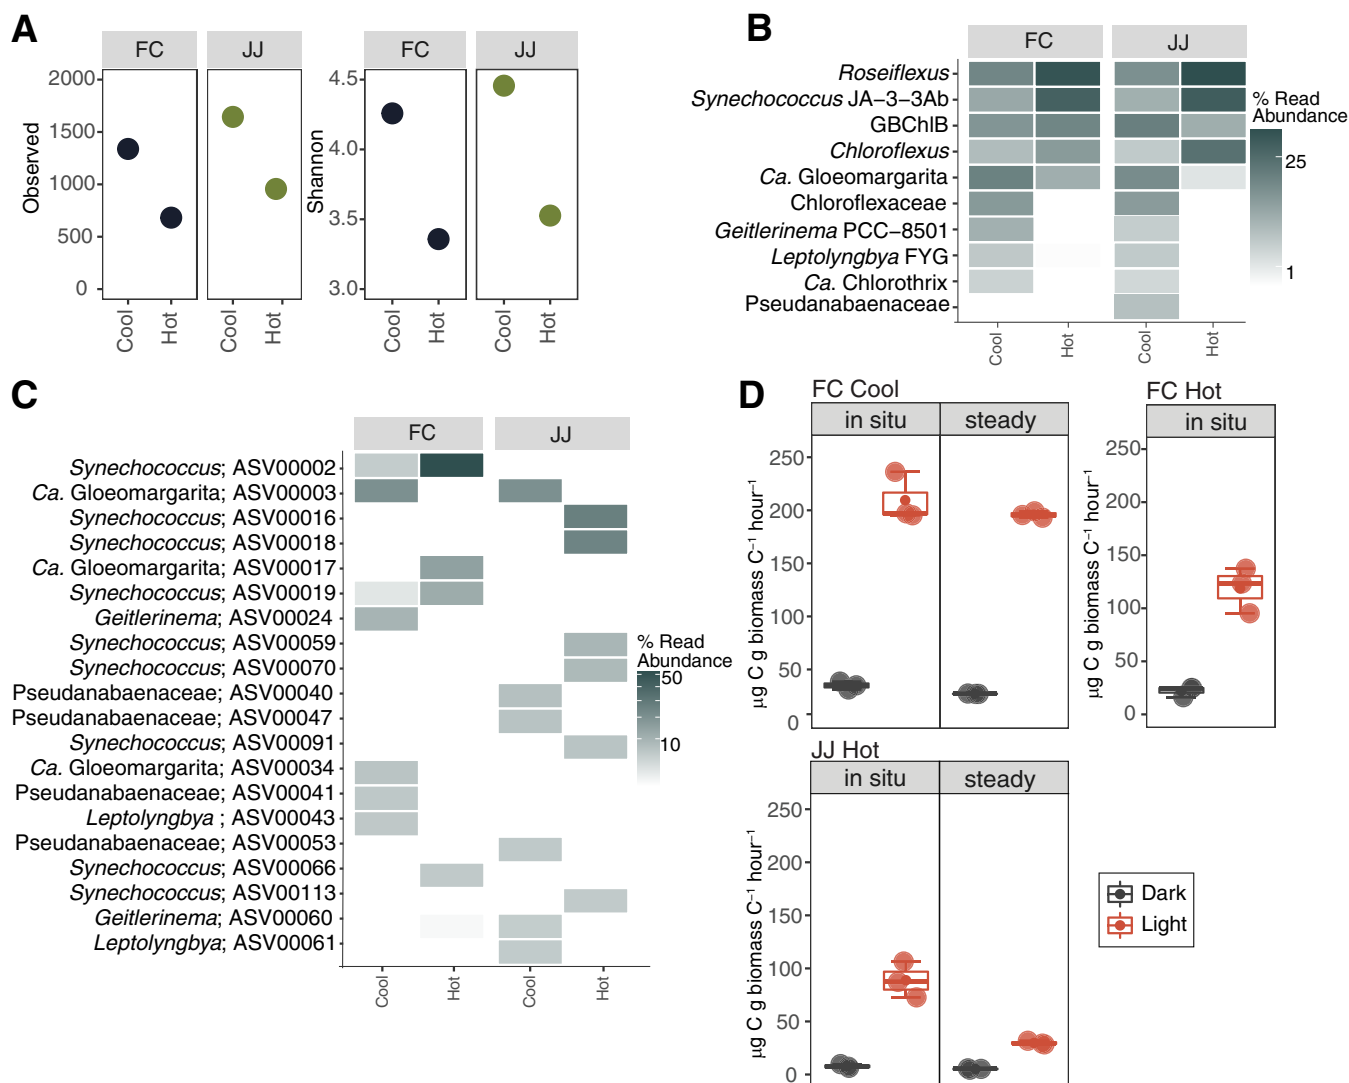 A
FC
JJ
FC
JJ
Observed
2000
1500
1000
500
0
Shannon
4.5
4.0
3.5
3.0
Cool
Hot
Cool
Hot
Cool
Hot
Cool
Hot
B
FC
JJ
Roseiflexus
Synechococcus JA−3−3Ab
GBChlB
Chloroflexus
Ca. Gloeomargarita
Chloroflexaceae
Geitlerinema PCC−8501
Leptolyngbya FYG
Ca. Chlorothrix
Pseudanabaenaceae
Cool
Hot
Cool
Hot
% Read
Abundance
25
1
C
FC
JJ
Synechococcus; ASV00002
Ca. Gloeomargarita; ASV00003
Synechococcus; ASV00016
Synechococcus; ASV00018
Ca. Gloeomargarita; ASV00017
Synechococcus; ASV00019
Geitlerinema; ASV00024
Synechococcus; ASV00059
Synechococcus; ASV00070
Pseudanabaenaceae; ASV00040
Pseudanabaenaceae; ASV00047
Synechococcus; ASV00091
Ca. Gloeomargarita; ASV00034
Pseudanabaenaceae; ASV00041
Leptolyngbya ; ASV00043
Pseudanabaenaceae; ASV00053
Synechococcus; ASV00066
Synechococcus; ASV00113
Geitlerinema; ASV00060
Leptolyngbya; ASV00061
Cool
Hot
Cool
Hot
% Read
Abundance
50
10
D
FC Cool
in situ
steady
µg C g biomass C⁻¹ hour⁻¹
250
200
150
100
50
0
FC Hot
in situ
µg C g biomass C⁻¹ hour⁻¹
250
200
150
100
50
0
JJ Hot
in situ
steady
µg C g biomass C⁻¹ hour⁻¹
250
200
150
100
50
0
Dark
Light